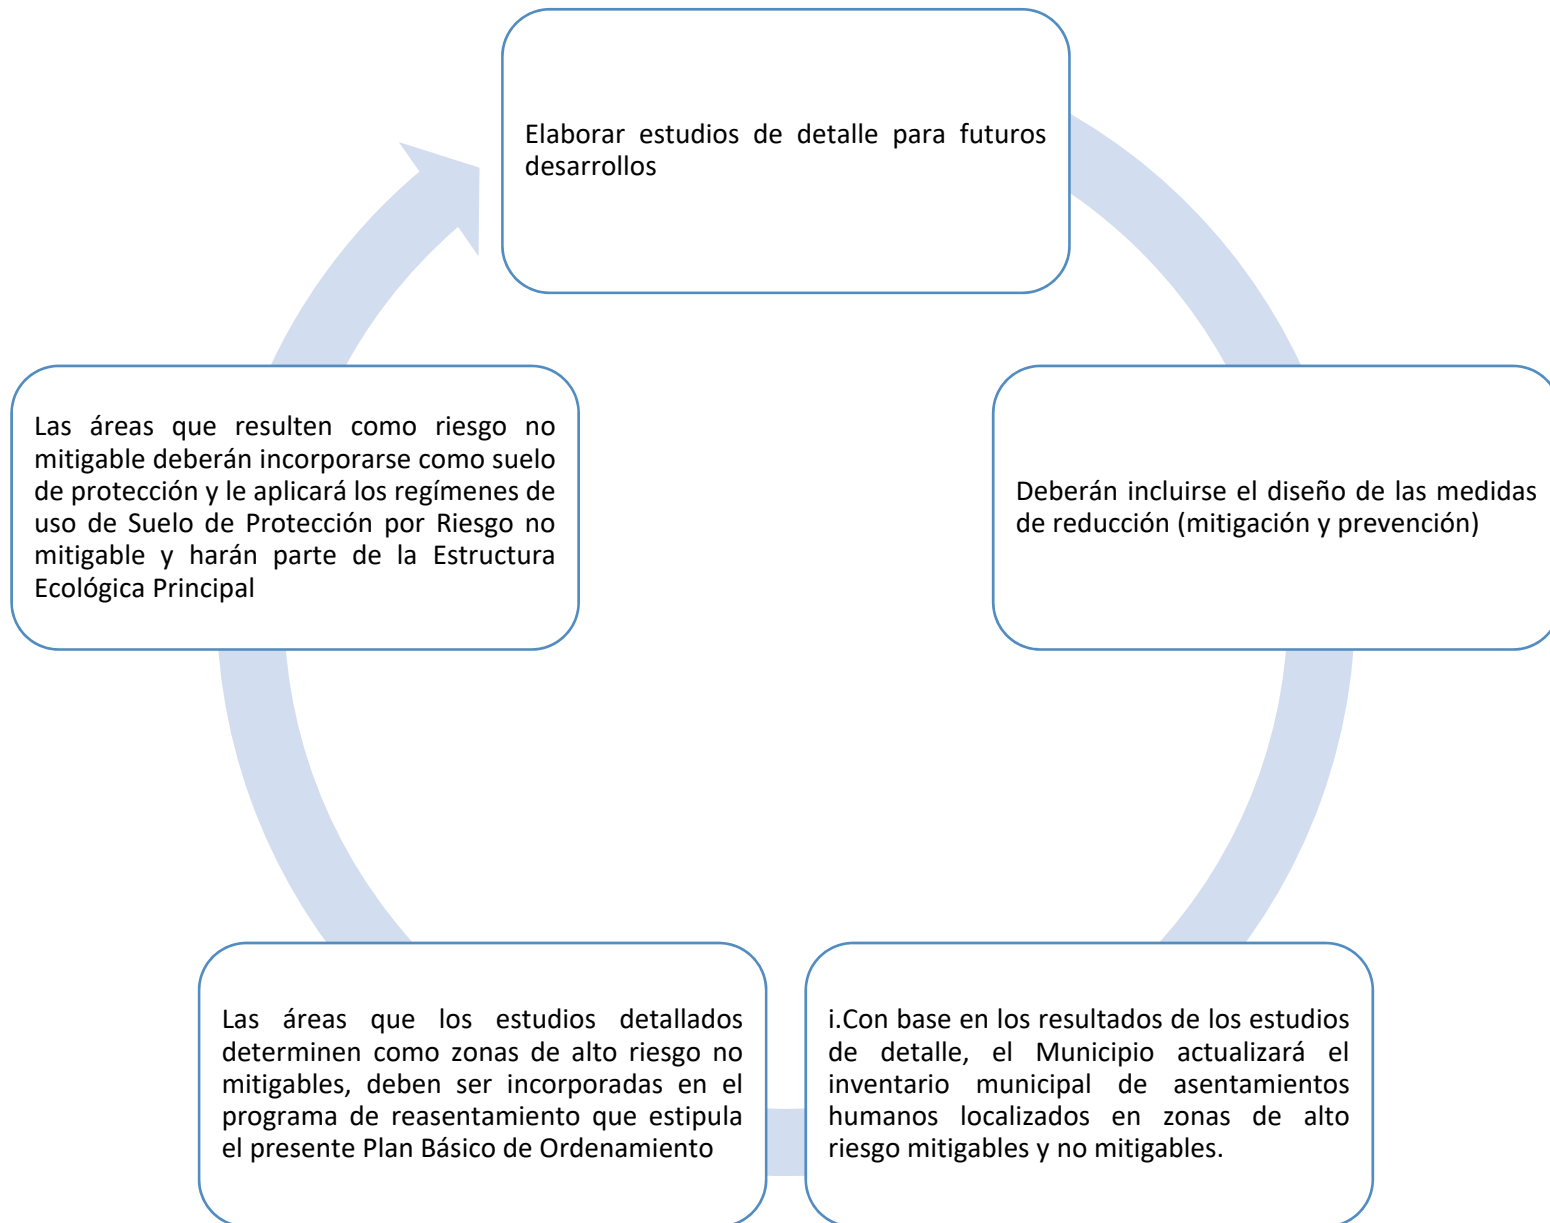 Elaborar estudios de detalle para futuros
desarrollos
Deberán incluirse el diseño de las medidas
de reducción (mitigación y prevención)
i.Con base en los resultados de los estudios
de detalle, el Municipio actualizará el
inventario municipal de asentamientos
humanos localizados en zonas de alto
riesgo mitigables y no mitigables.
Las áreas que los estudios detallados
determinen como zonas de alto riesgo no
mitigables, deben ser incorporadas en el
programa de reasentamiento que estipula
el presente Plan Básico de Ordenamiento
Las áreas que resulten como riesgo no
mitigable deberán incorporarse como suelo
de protección y le aplicará los regímenes de
uso de Suelo de Protección por Riesgo no
mitigable y harán parte de la Estructura
Ecológica Principal